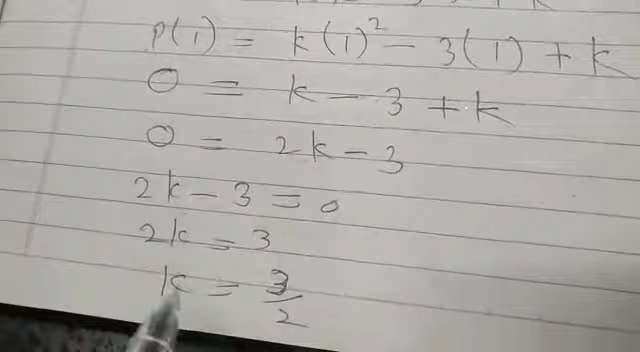 p(1) = k(1)² - 3(1) + k
0 = k - 3 + k
0 = 2k - 3
2k - 3 = 0
2k = 3
k = 3/2